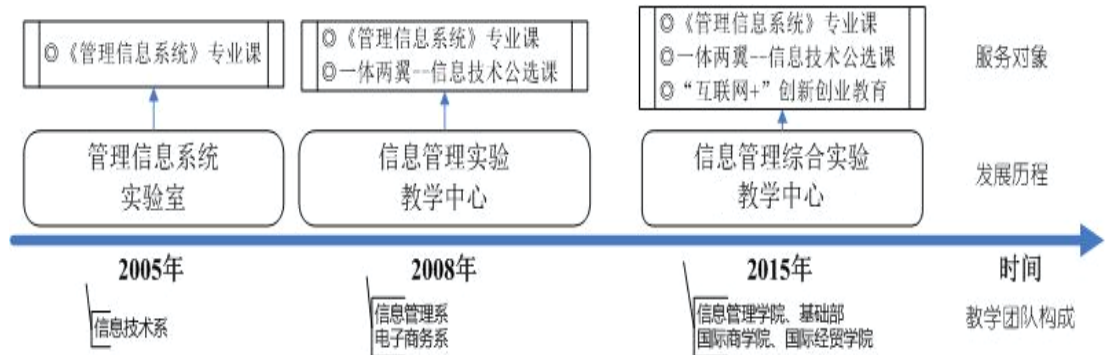 ◎《管理信息系统》专业课
◎《管理信息系统》专业课
◎一体两翼--信息技术公选课
◎《管理信息系统》专业课
◎一体两翼--信息技术公选课
◎“互联网+”创新创业教育
服务对象
管理信息系统
实验室
信息管理实验
教学中心
信息管理综合实验
教学中心
发展历程
2005年
2008年
2015年
时间
信息技术系
信息管理系
电子商务系
信息管理学院、基础部
国际商学院、国际经贸学院
教学团队构成